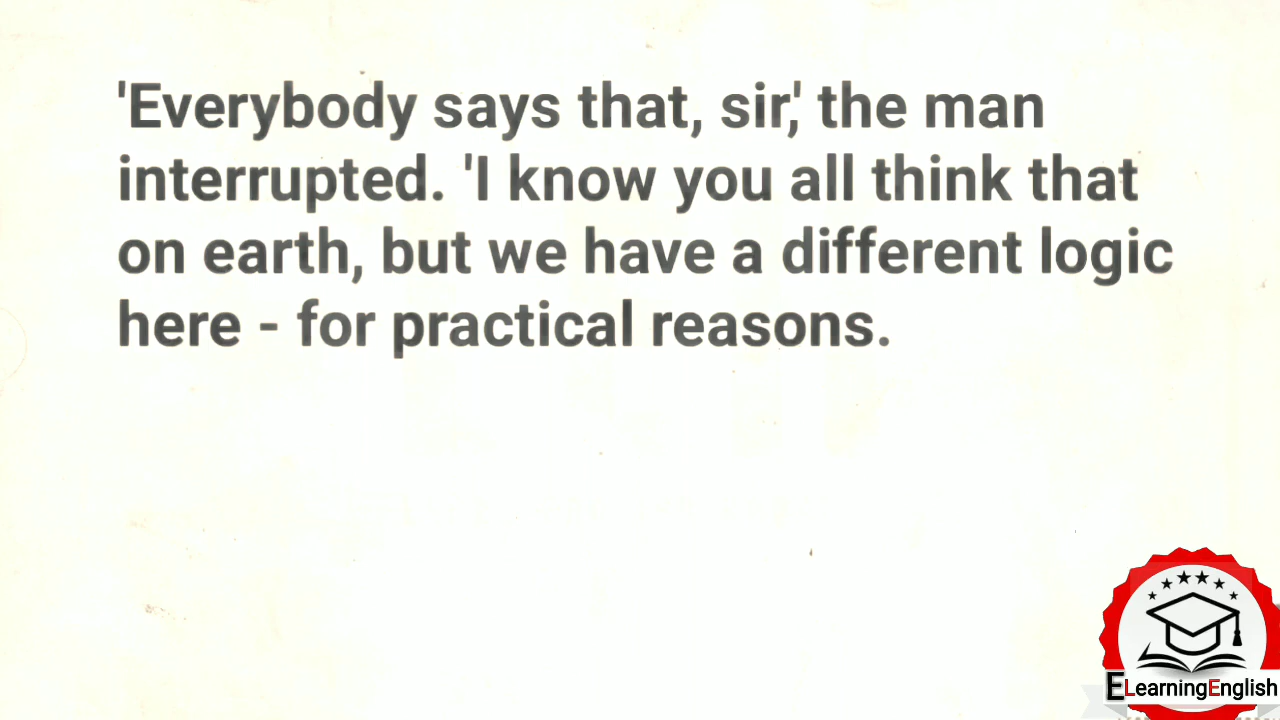 'Everybody says that, sir,' the man
interrupted. 'I know you all think that
on earth, but we have a different logic
here - for practical reasons.
ELearningEnglish